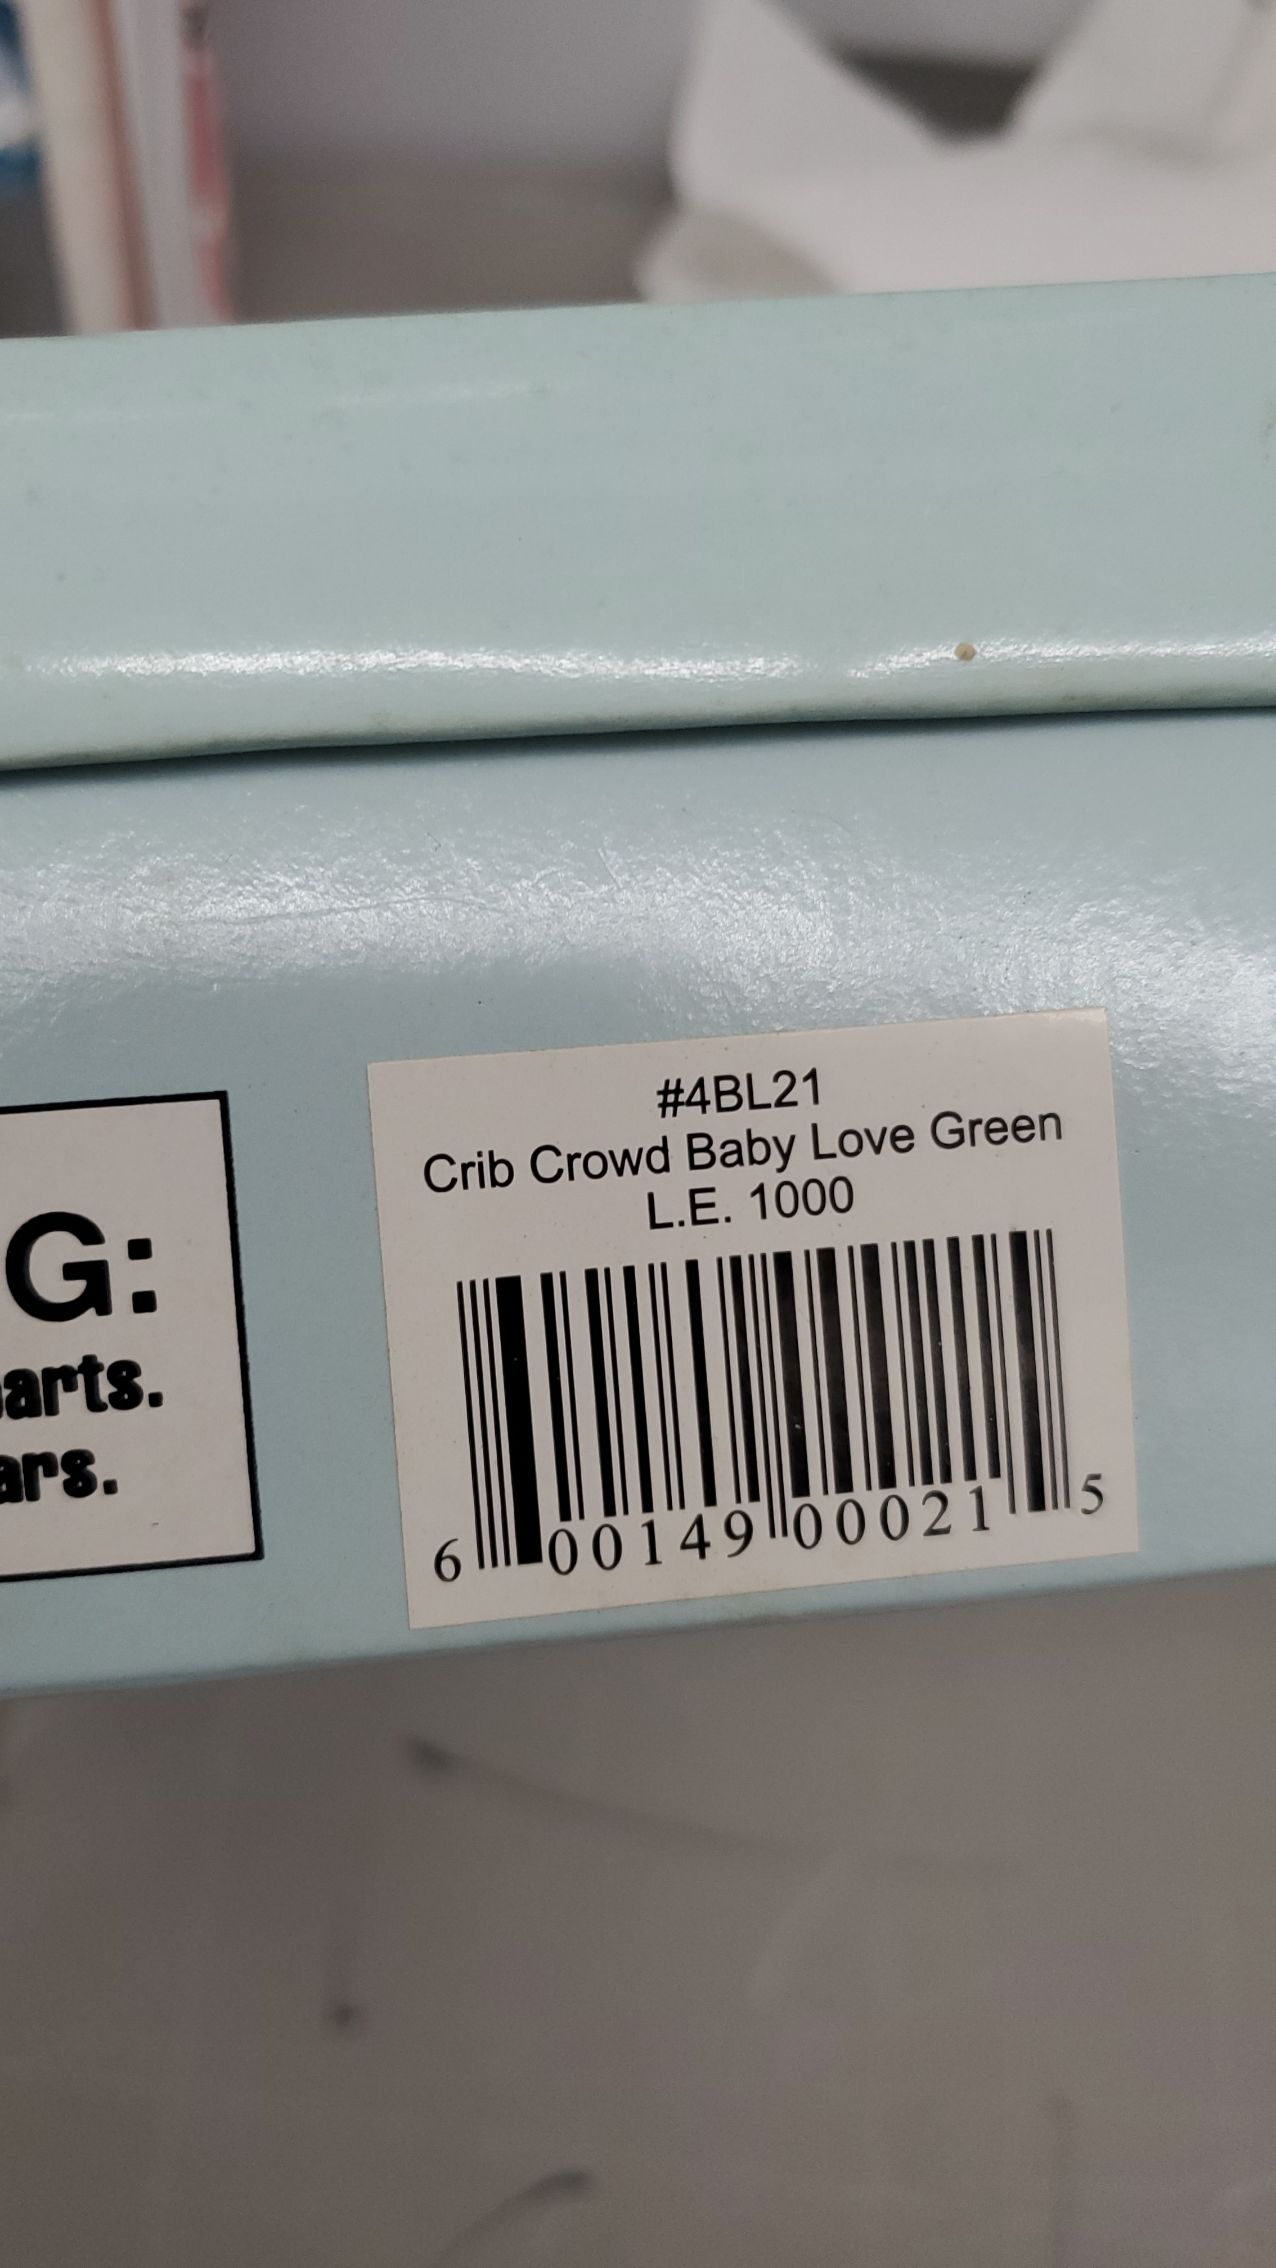 #4BL21
Crib Crowd Baby Love Green
L.E. 1000
6 00149 00021 5
G:
arts.
ars.